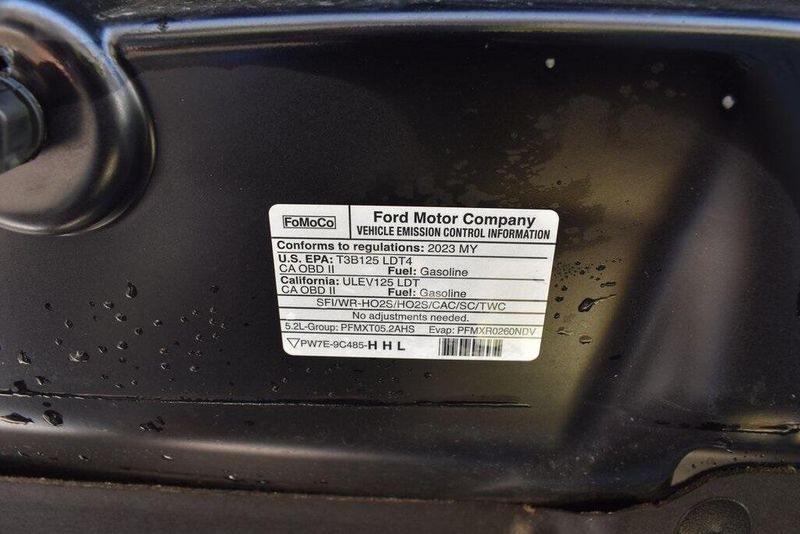 FoMoCo
Ford Motor Company
VEHICLE EMISSION CONTROL INFORMATION
Conforms to regulations: 2023 MY
U.S. EPA: T3B125 LDT4
CA OBD II Fuel: Gasoline
California: ULEV125 LDT
CA OBD II Fuel: Gasoline
SFI/WR-HO2S/HO2S/CAC/SC/TWC
No adjustments needed.
5.2L-Group: PFMXT05.2AHS Evap: PFMXR0260NDV
PW7E-9C485-H H L